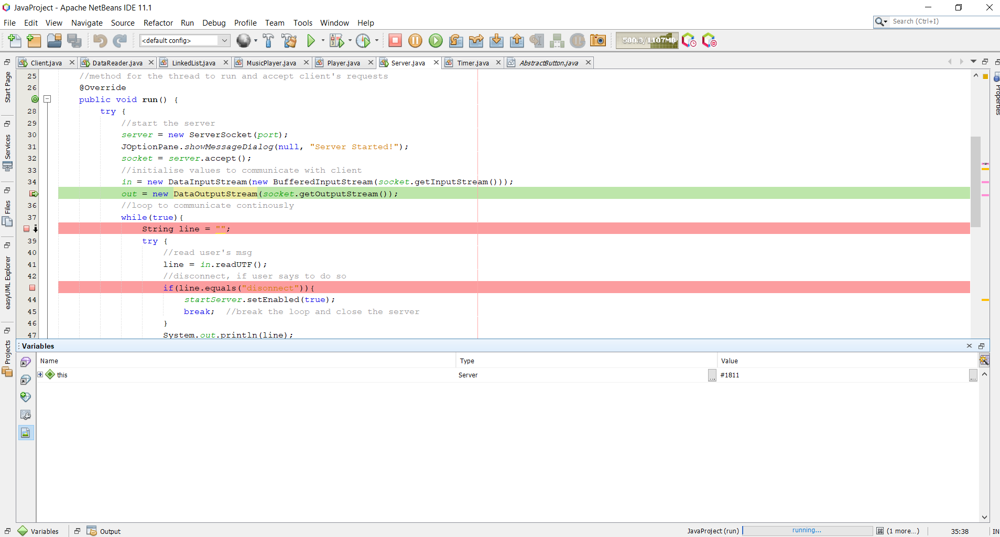 JavaProject - Apache NetBeans IDE 11.1
File Edit View Navigate Source Refactor Run Debug Profile Team Tools Window Help
Search (Ctrl+I)
<default config>
580.3/1107MB
Client.java DataReader.java LinkedList.java MusicPlayer.java Player.java Server.java Timer.java AbstractButton.java
Start Page
Services
Files
easyUML Explorer
Projects
Properties
25 //method for the thread to run and accept client's requests
26 @Override
public void run() {
28 try {
29 //start the server
30 server = new ServerSocket(port);
31 JOptionPane.showMessageDialog(null, "Server Started!");
32 socket = server.accept();
33 //initialise values to communicate with client
34 in = new DataInputStream(new BufferedInputStream(socket.getInputStream()));
out = new DataOutputStream(socket.getOutputStream());
36 //loop to communicate continously
37 while(true){
String line = "";
39 try {
40 //read user's msg
41 line = in.readUTF();
42 //disconnect, if user says to do so
if(line.equals("disonnect")){
44 startServer.setEnabled(true);
45 break; //break the loop and close the server
46 }
47 System.out.println(line);
Variables
Name Type Value
this Server ... #1811 ...
Variables Output JavaProject (run) running... (1 more...) 35:38 IN